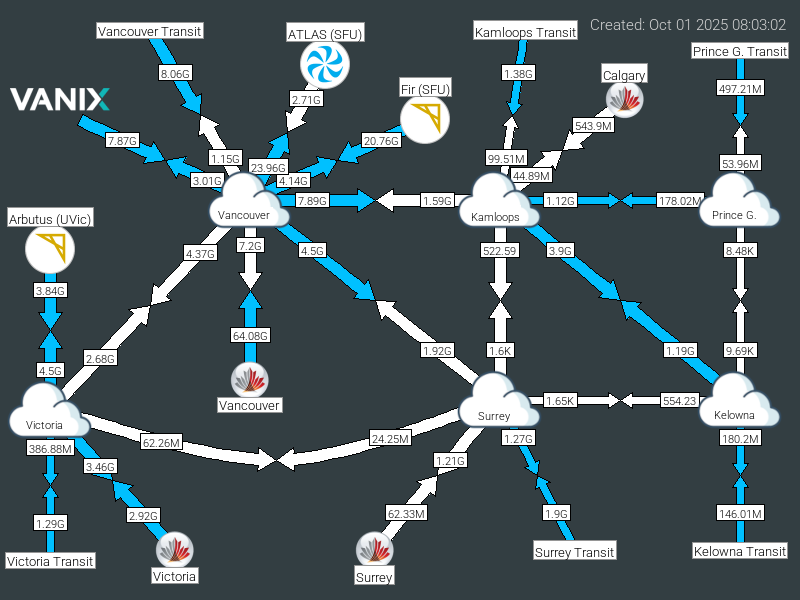 Created: Oct 01 2025 08:03:02
Vancouver Transit
ATLAS (SFU)
Kamloops Transit
Prince G. Transit
8.06G
1.38G
Calgary
497.21M
Fir (SFU)
VANIX
2.71G
543.9M
7.87G
20.76G
1.15G
99.51M
53.96M
23.96G
44.89M
3.01G
4.14G
7.89G
1.59G
1.12G
178.02M
Arbutus (UVic)
Vancouver
Kamloops
Prince G.
4.37G
7.2G
4.5G
522.59
3.9G
8.48K
3.84G
64.08G
2.68G
1.92G
1.6K
1.19G
9.69K
4.5G
Vancouver
1.65K
554.23
Victoria
Surrey
Kelowna
386.88M
62.26M
24.25M
1.27G
180.2M
3.46G
1.21G
1.29G
2.92G
62.33M
1.9G
146.01M
Victoria Transit
Victoria
Surrey
Surrey Transit
Kelowna Transit